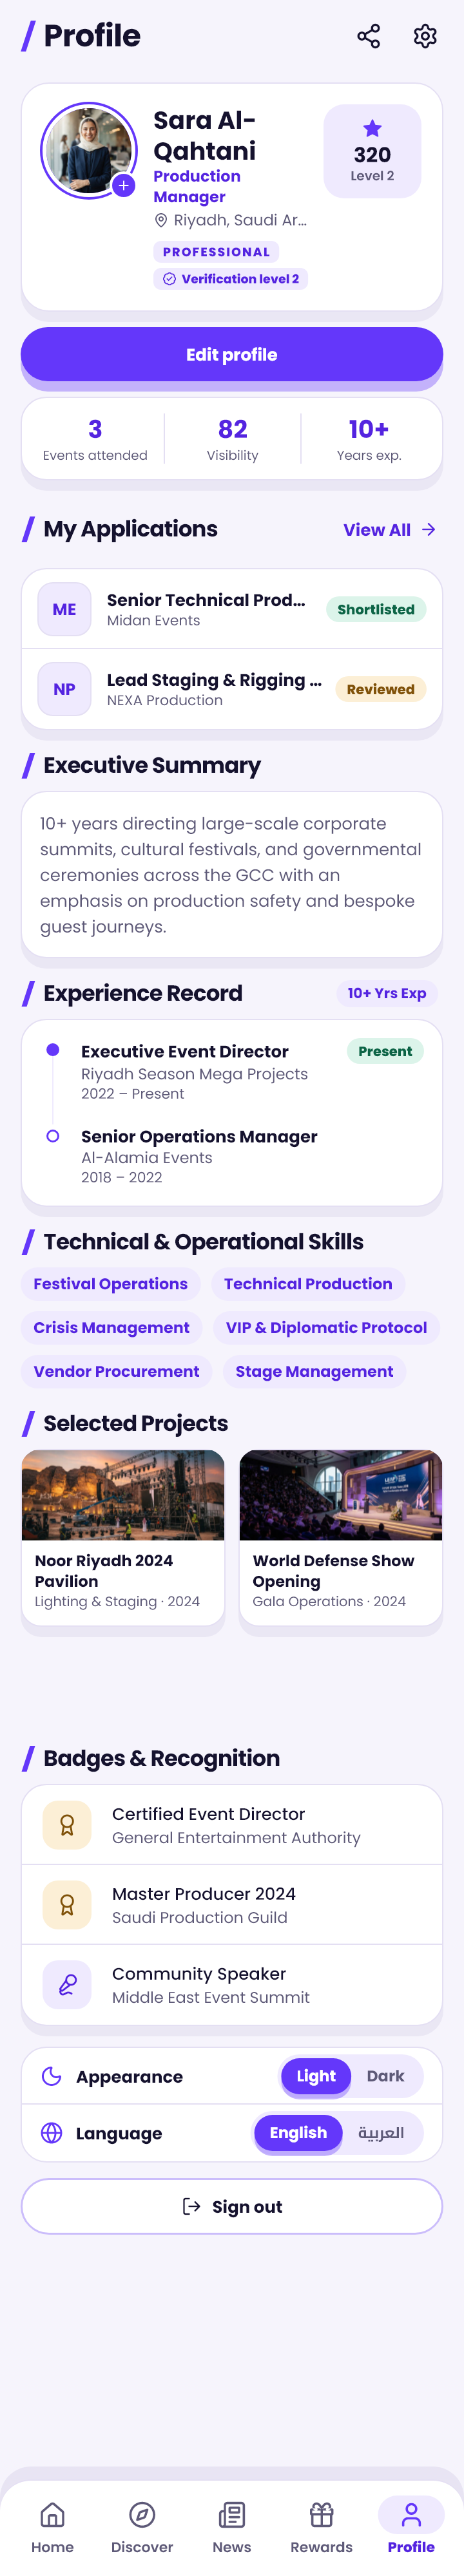 / Profile
Sara Al-
Qahtani
Production
Manager
Riyadh, Saudi Ar...
PROFESSIONAL
Verification level 2
320
Level 2
Edit profile
3
Events attended
82
Visibility
10+
Years exp.
/ My Applications
View All →
ME
Senior Technical Prod...
Midan Events
Shortlisted
NP
Lead Staging & Rigging ...
NEXA Production
Reviewed
/ Executive Summary
10+ years directing large-scale corporate
summits, cultural festivals, and governmental
ceremonies across the GCC with an
emphasis on production safety and bespoke
guest journeys.
/ Experience Record
10+ Yrs Exp
Executive Event Director
Present
Riyadh Season Mega Projects
2022 – Present
Senior Operations Manager
Al-Alamia Events
2018 – 2022
/ Technical & Operational Skills
Festival Operations
Technical Production
Crisis Management
VIP & Diplomatic Protocol
Vendor Procurement
Stage Management
/ Selected Projects
Noor Riyadh 2024
Pavilion
Lighting & Staging · 2024
World Defense Show
Opening
Gala Operations · 2024
/ Badges & Recognition
Certified Event Director
General Entertainment Authority
Master Producer 2024
Saudi Production Guild
Community Speaker
Middle East Event Summit
Appearance
Light
Dark
Language
English
العربية
Sign out
Home
Discover
News
Rewards
Profile